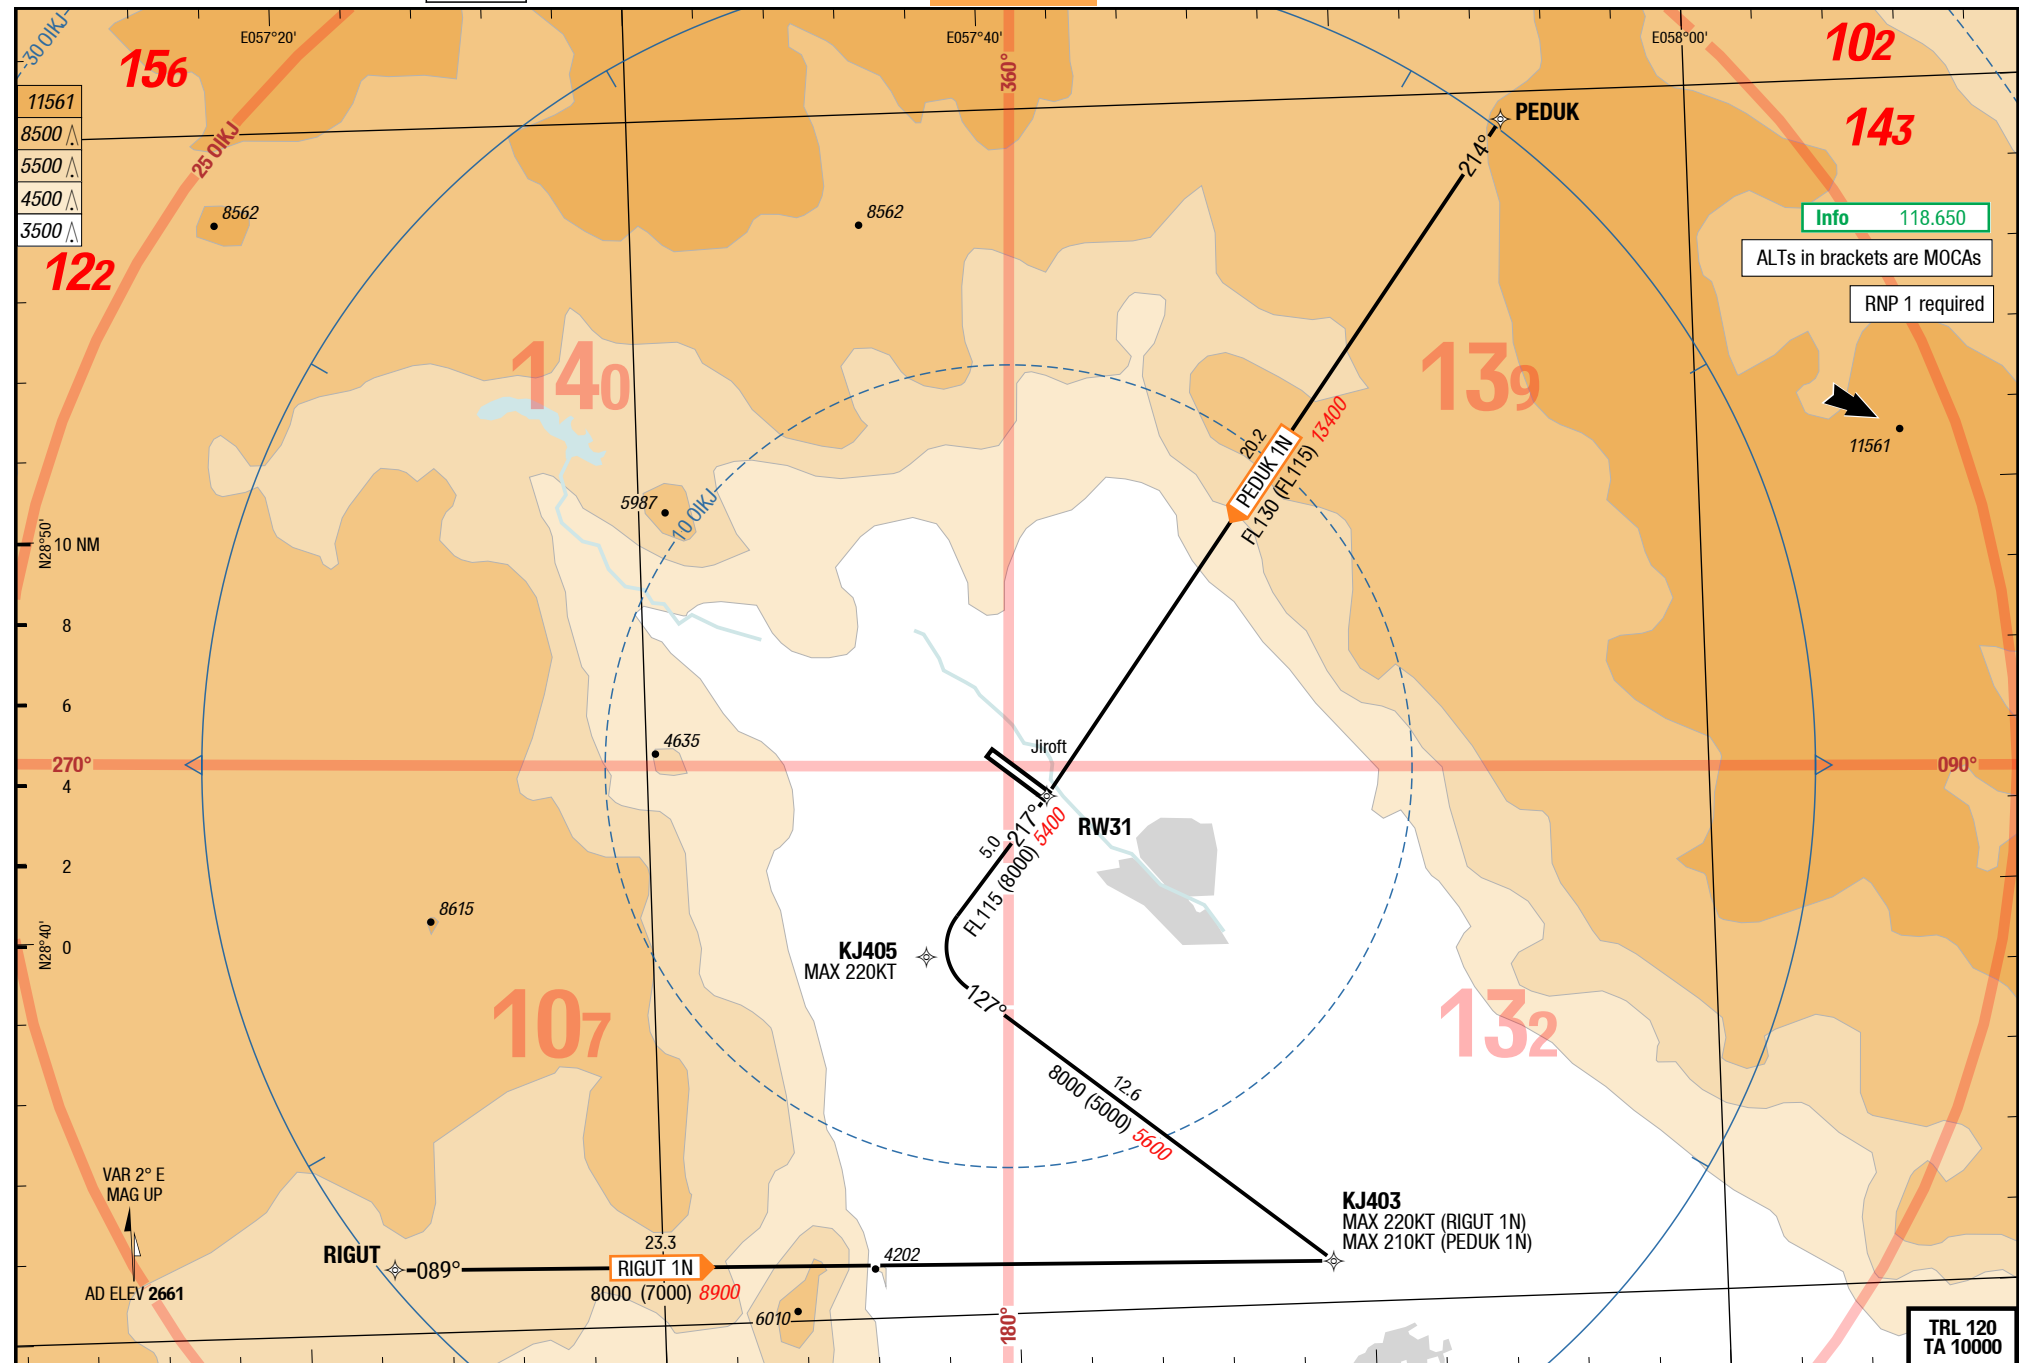 E057°20'
E057°40'
E058°00'
30 OIKJ
156
102
360°
11561
8500
5500
4500
3500
25 OIKJ
PEDUK
143
214°
8562
8562
Info 118.650
ALTs in brackets are MOCAs
122
RNP 1 required
140
139
13400
20.2
PEDUK 1N
FL130 (FL115)
11561
5987
10 OIKJ
N28°50'
10 NM
8
6
4635
Jiroft
270°
090°
4
217°
5400
RW31
5.0
2
FL115 (8000)
8615
N28°40'
0
KJ405
MAX 220KT
127°
107
132
12.6
8000 (5000) 5600
VAR 2° E
MAG UP
KJ403
MAX 220KT (RIGUT 1N)
MAX 210KT (PEDUK 1N)
RIGUT
089°
23.3
RIGUT 1N
8000 (7000) 8900
4202
AD ELEV 2661
6010
180°
TRL 120
TA 10000